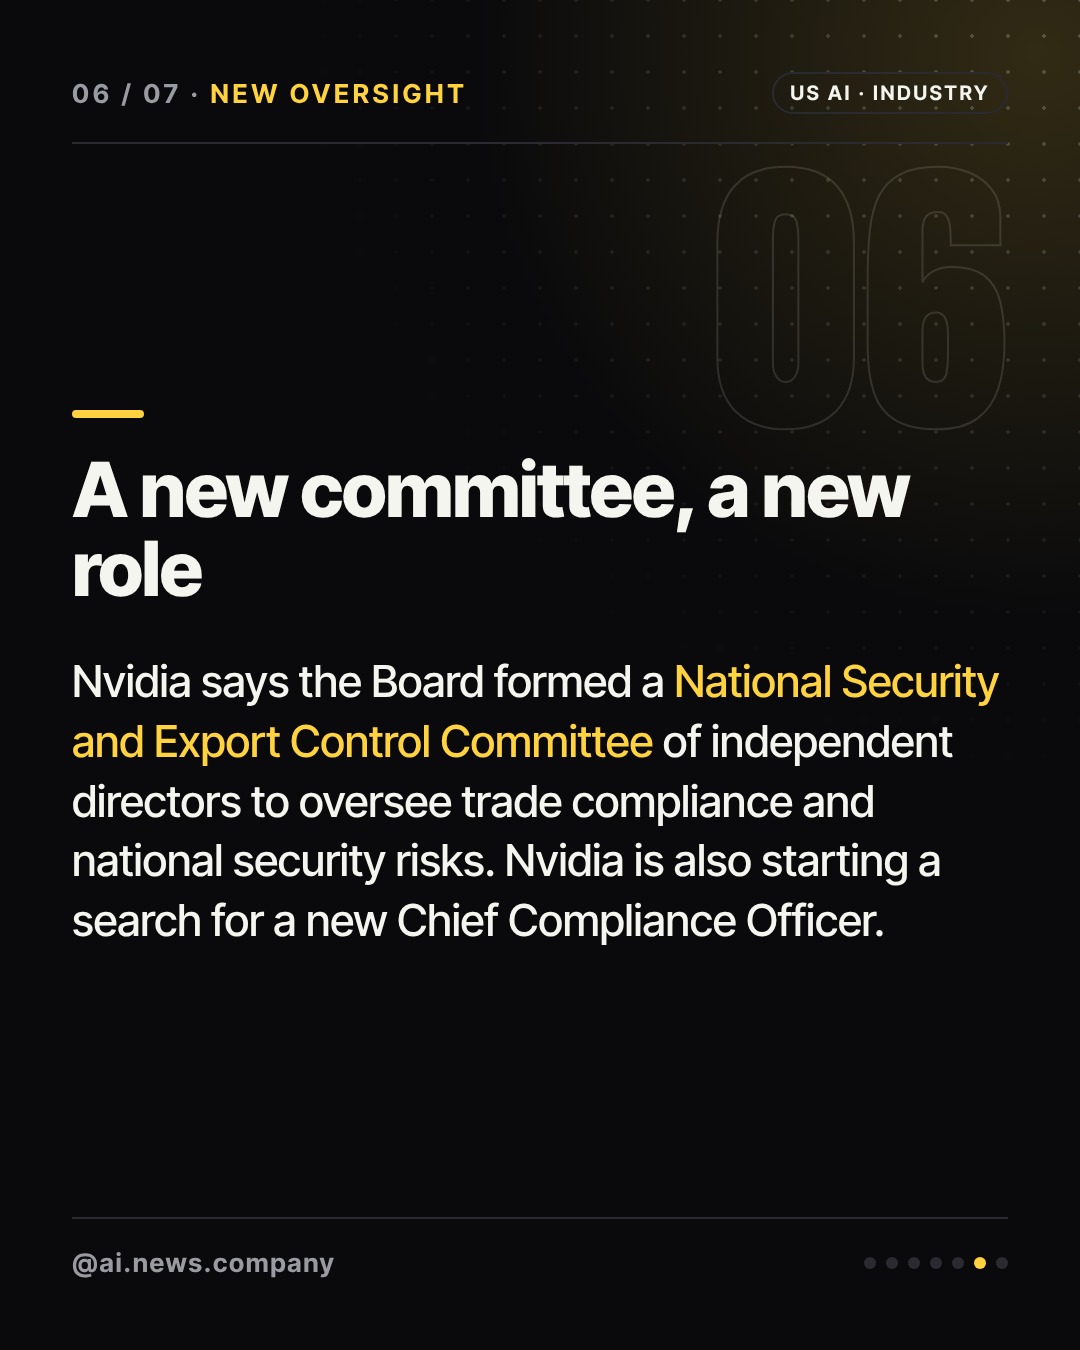 06 / 07 · NEW OVERSIGHT
US AI · INDUSTRY
06
A new committee, a new
role
Nvidia says the Board formed a National Security
and Export Control Committee of independent
directors to oversee trade compliance and
national security risks. Nvidia is also starting a
search for a new Chief Compliance Officer.
@ai.news.company